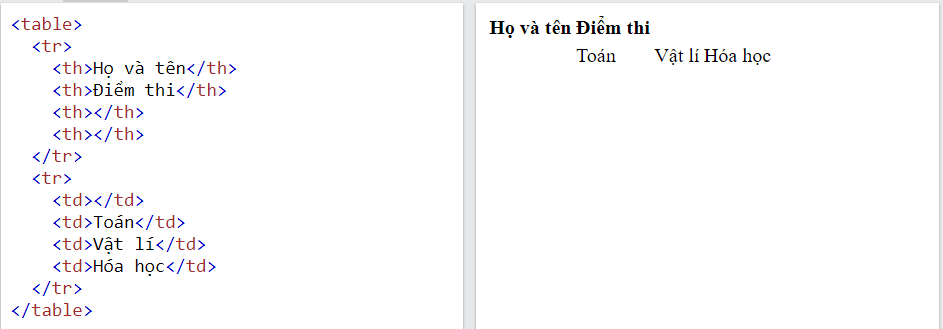 <table>
<tr>
<th>Họ và tên</th>
<th>Điểm thi</th>
<th></th>
<th></th>
</tr>
<tr>
<td></td>
<td>Toán</td>
<td>Vật lí</td>
<td>Hóa học</td>
</tr>
</table>
Họ và tên Điểm thi
Toán Vật lí Hóa học